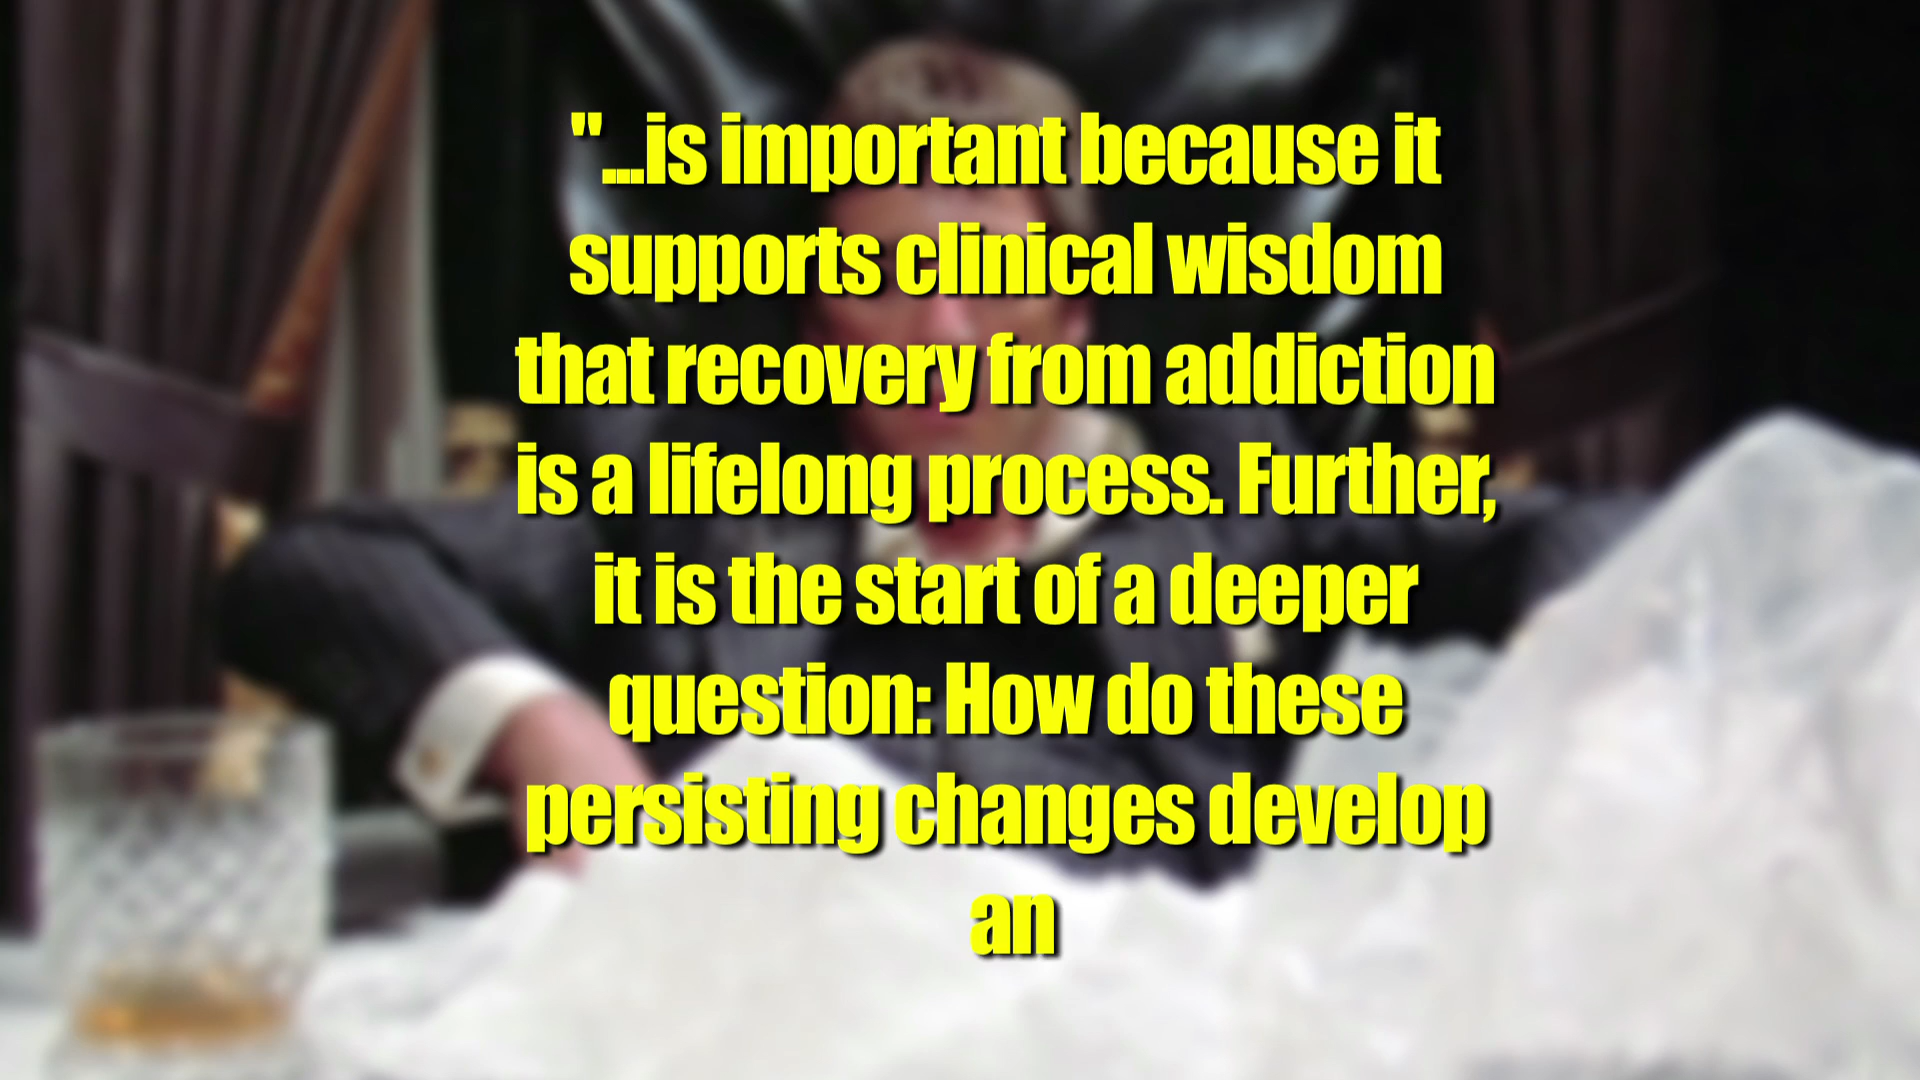 "...is important because it
supports clinical wisdom
that recovery from addiction
is a lifelong process. Further,
it is the start of a deeper
question: How do these
persisting changes develop
an